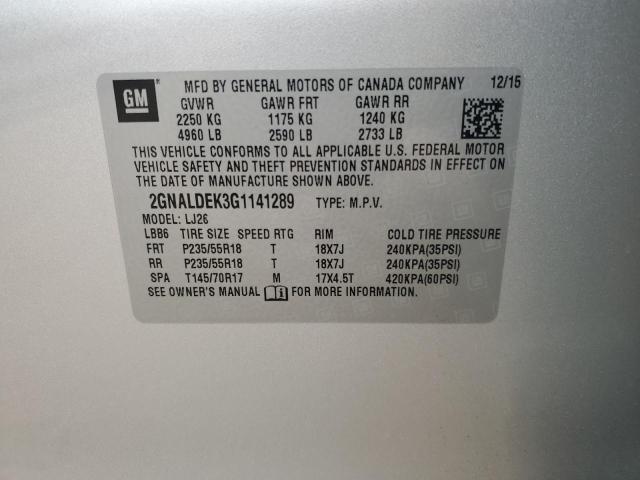 GM ® MFD BY GENERAL MOTORS OF CANADA COMPANY 12/15
GVWR GAWR FRT GAWR RR
2250 KG 1175 KG 1240 KG
4960 LB 2590 LB 2733 LB
THIS VEHICLE CONFORMS TO ALL APPLICABLE U.S. FEDERAL MOTOR
VEHICLE SAFETY AND THEFT PREVENTION STANDARDS IN EFFECT ON
THE DATE OF MANUFACTURE SHOWN ABOVE.
2GNALDEK3G1141289 TYPE: M.P.V.
MODEL: LJ26
LBB6 TIRE SIZE SPEED RTG RIM COLD TIRE PRESSURE
FRT P235/55R18 T 18X7J 240KPA(35PSI)
RR P235/55R18 T 18X7J 240KPA(35PSI)
SPA T145/70R17 M 17X4.5T 420KPA(60PSI)
SEE OWNER'S MANUAL i FOR MORE INFORMATION.